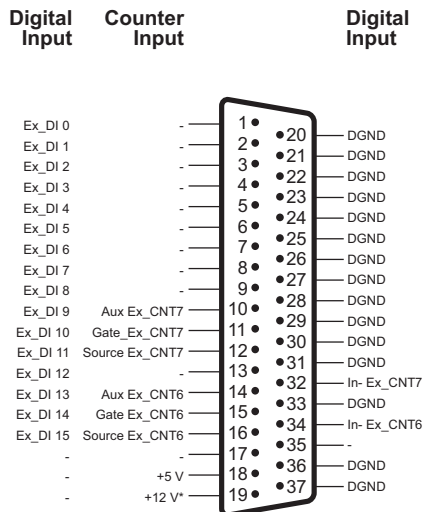 Digital Input Counter Input Digital Input
Ex_DI 0 - 1
20 DGND
Ex_DI 1 - 2
21 DGND
Ex_DI 2 - 3
22 DGND
Ex_DI 3 - 4
23 DGND
Ex_DI 4 - 5
24 DGND
Ex_DI 5 - 6
25 DGND
Ex_DI 6 - 7
26 DGND
Ex_DI 7 - 8
27 DGND
Ex_DI 8 - 9
28 DGND
Ex_DI 9 Aux Ex_CNT7 10
29 DGND
Ex_DI 10 Gate_Ex_CNT7 11
30 DGND
Ex_DI 11 Source Ex_CNT7 12
31 DGND
Ex_DI 12 - 13
32 In- Ex_CNT7
Ex_DI 13 Aux Ex_CNT6 14
33 DGND
Ex_DI 14 Gate Ex_CNT6 15
34 In- Ex_CNT6
Ex_DI 15 Source Ex_CNT6 16
35 -
- - 17
36 DGND
- +5 V 18
37 DGND
- +12 V* 19